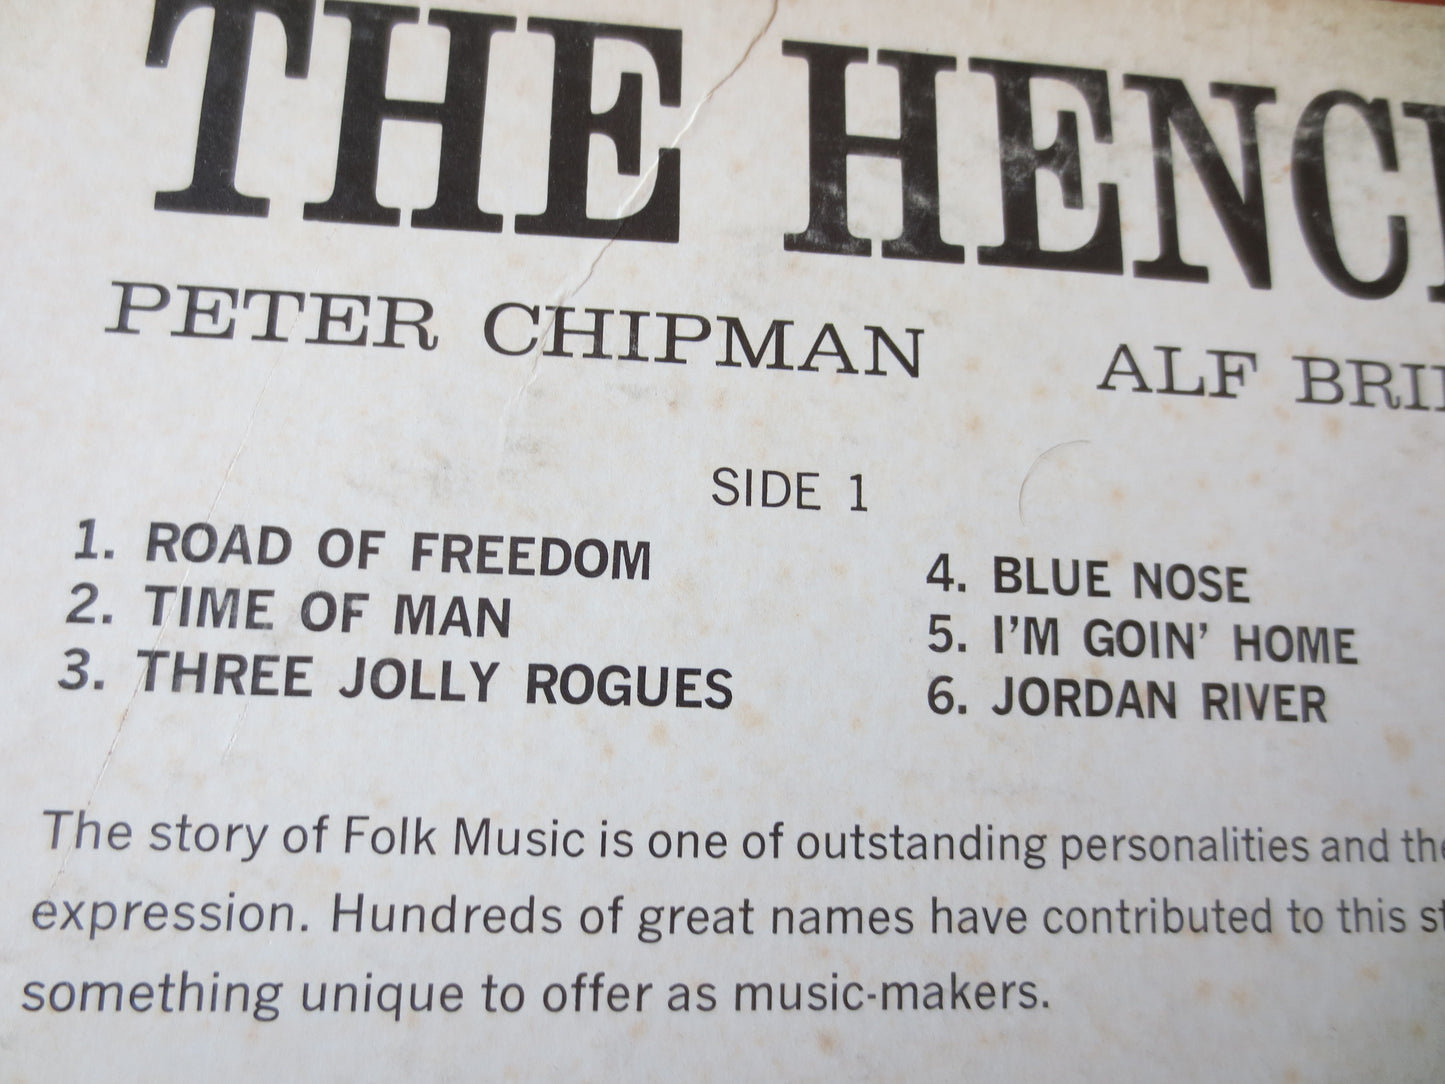 THE HENC
PETER CHIPMAN ALF BRI
SIDE 1
1. ROAD OF FREEDOM
2. TIME OF MAN
3. THREE JOLLY ROGUES
4. BLUE NOSE
5. I'M GOIN' HOME
6. JORDAN RIVER
The story of Folk Music is one of outstanding personalities and the
expression. Hundreds of great names have contributed to this st
something unique to offer as music-makers.